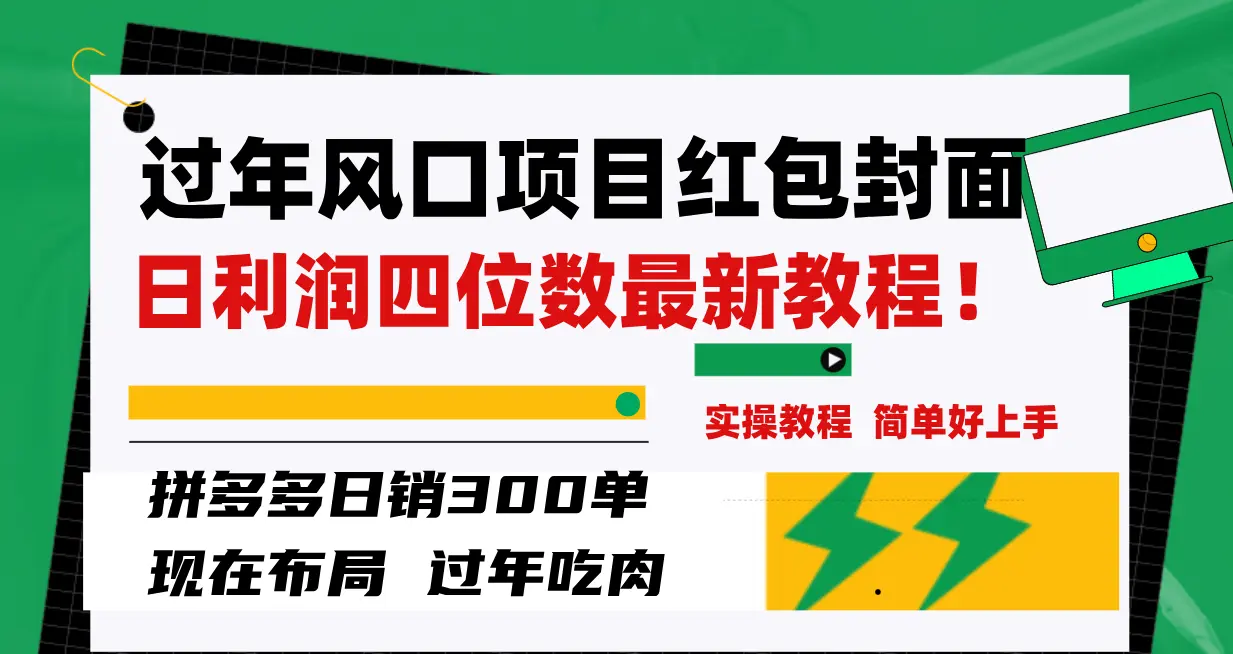 过年风口项目红包封面
日利润四位数最新教程！
实操教程 简单好上手
拼多多日销300单
现在布局 过年吃肉